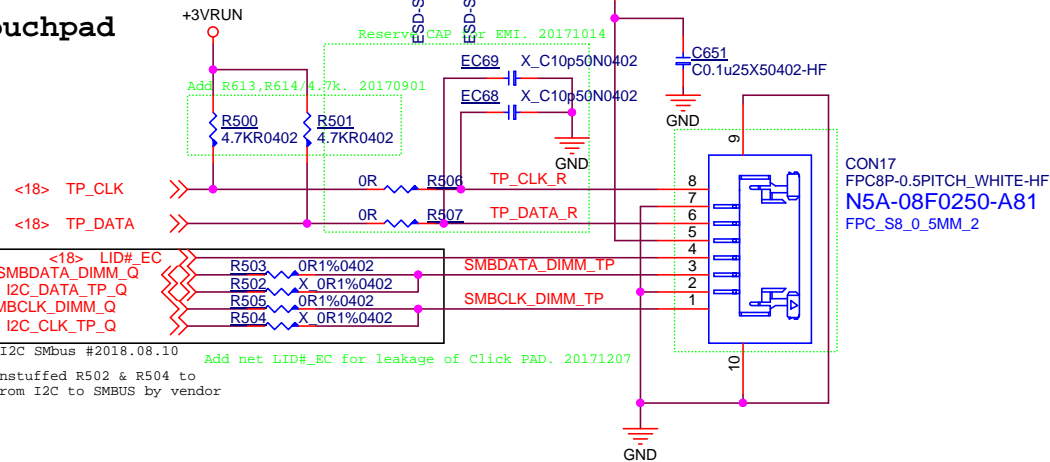 +3VRUN
ouchpad
ESD-S
ESD-S
Reserve CAP for EMI. 20171014
EC69 X_C10p50N0402
C651
C0.1u25X50402-HF
Add R613,R614/4.7k. 20170901
EC68 X_C10p50N0402
R500
4.7KR0402
R501
4.7KR0402
GND
GND
9
CON17
FPC8P-0.5PITCH_WHITE-HF
N5A-08F0250-A81
FPC_S8_0_5MM_2
<18> TP_CLK
0R R506 TP_CLK_R
8
7
<18> TP_DATA
0R R507 TP_DATA_R
6
5
<18> LID#_EC
4
SMBDATA_DIMM_Q
R503 0R1%0402
SMBDATA_DIMM_TP
3
I2C_DATA_TP_Q
R502 X_0R1%0402
2
MBCLK_DIMM_Q
R505 0R1%0402
SMBCLK_DIMM_TP
1
I2C_CLK_TP_Q
R504 X_0R1%0402
I2C SMbus #2018.08.10
Add net LID#_EC for leakage of Click PAD. 20171207
10
nstuffed R502 & R504 to
rom I2C to SMBUS by vendor
GND